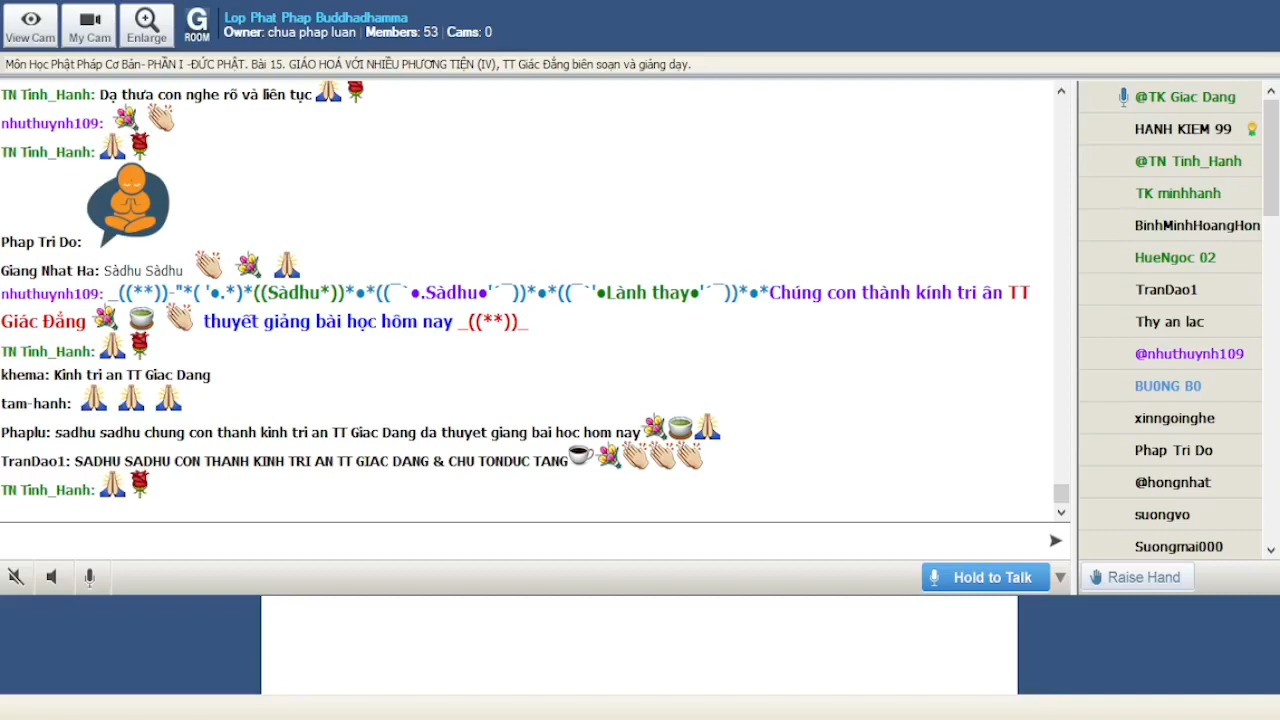 View Cam
My Cam
Enlarge
G
ROOM
Lop Phat Phap Buddhadhamma
Owner: chua phap luan | Members: 53 | Cams: 0
Môn Học Phật Pháp Cơ Bản- PHẦN I -ĐỨC PHẬT. Bài 15. GIÁO HOÁ VỚI NHIỀU PHƯƠNG TIỆN (IV), TT Giác Đẳng biên soạn và giảng dạy.
TN Tinh_Hanh: Dạ thưa con nghe rõ và liên tục
nhuthuynh109:
TN Tinh_Hanh:
Phap Tri Do:
Giang Nhat Ha: Sàdhu Sàdhu
nhuthuynh109: _((**))-"*( '●.*)*((Sàdhu*))*●*((¯`●.Sàdhu●'´¯))*●*((¯`'●Lành thay●'´¯))*●*Chúng con thành kính tri ân TT
Giác Đẳng thuyết giảng bài học hôm nay _((**))_
TN Tinh_Hanh:
khema: Kinh tri an TT Giac Dang
tam-hanh:
Phaplu: sadhu sadhu chung con thanh kinh tri an TT Giac Dang da thuyet giang bai hoc hom nay
TranDao1: SADHU SADHU CON THANH KINH TRI AN TT GIAC DANG & CHU TONDUC TANG
TN Tinh_Hanh:
Hold to Talk
@TK Giac Dang
HANH KIEM 99
@TN Tinh_Hanh
TK minhhanh
BinhMinhHoangHon
HueNgoc 02
TranDao1
Thy an lac
@nhuthuynh109
BU0NG B0
xinngoinghe
Phap Tri Do
@hongnhat
suongvo
Suongmai000
Raise Hand